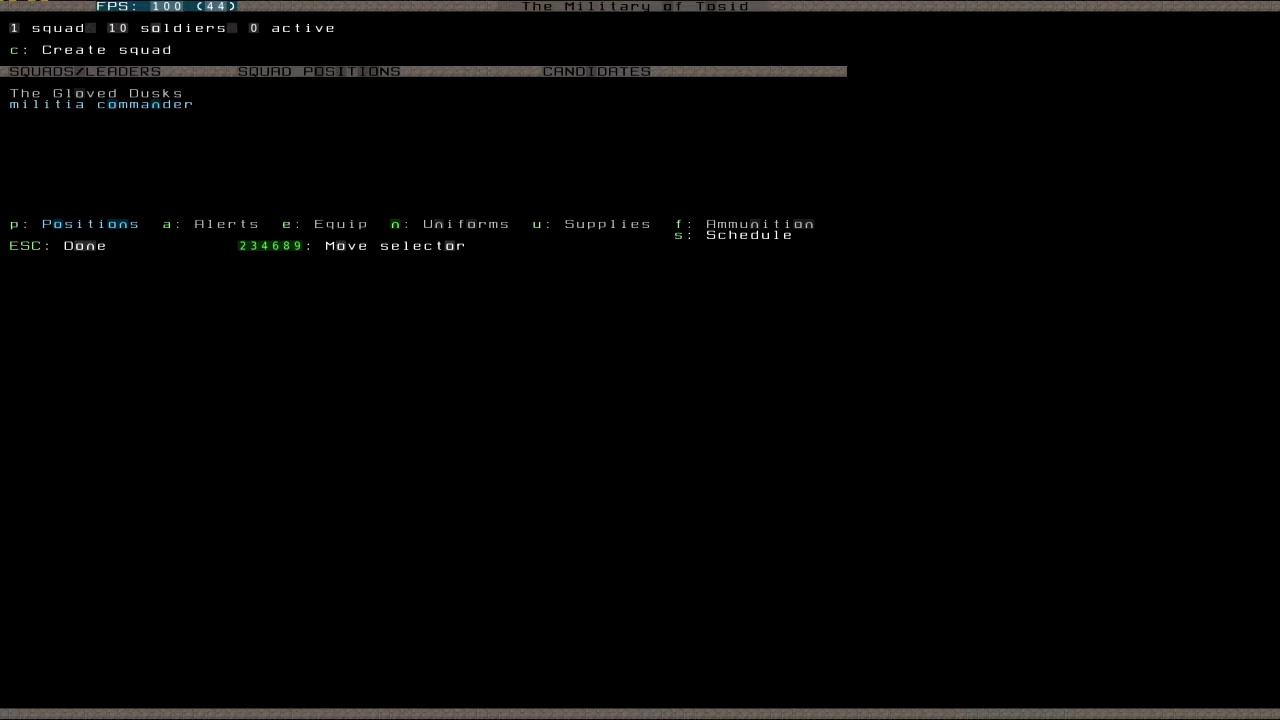 FPS: 100 (44) The Military of Tosid
1 squad 10 soldiers 0 active
c: Create squad
SQUADS/LEADERS SQUAD POSITIONS CANDIDATES
The Gloved Dusks
militia commander
p: Positions a: Alerts e: Equip n: Uniforms u: Supplies f: Ammunition
s: Schedule
ESC: Done 234689: Move selector